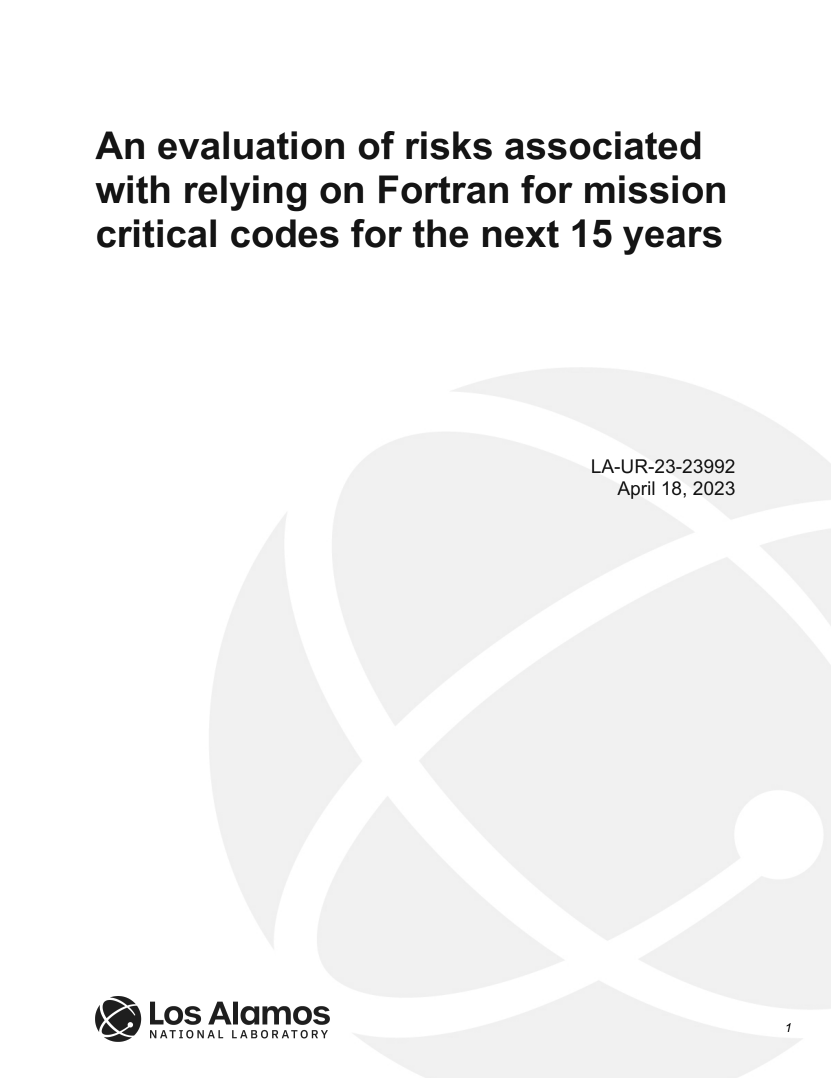 An evaluation of risks associated
with relying on Fortran for mission
critical codes for the next 15 years
LA-UR-23-23992
April 18, 2023
Los Alamos
NATIONAL LABORATORY
1